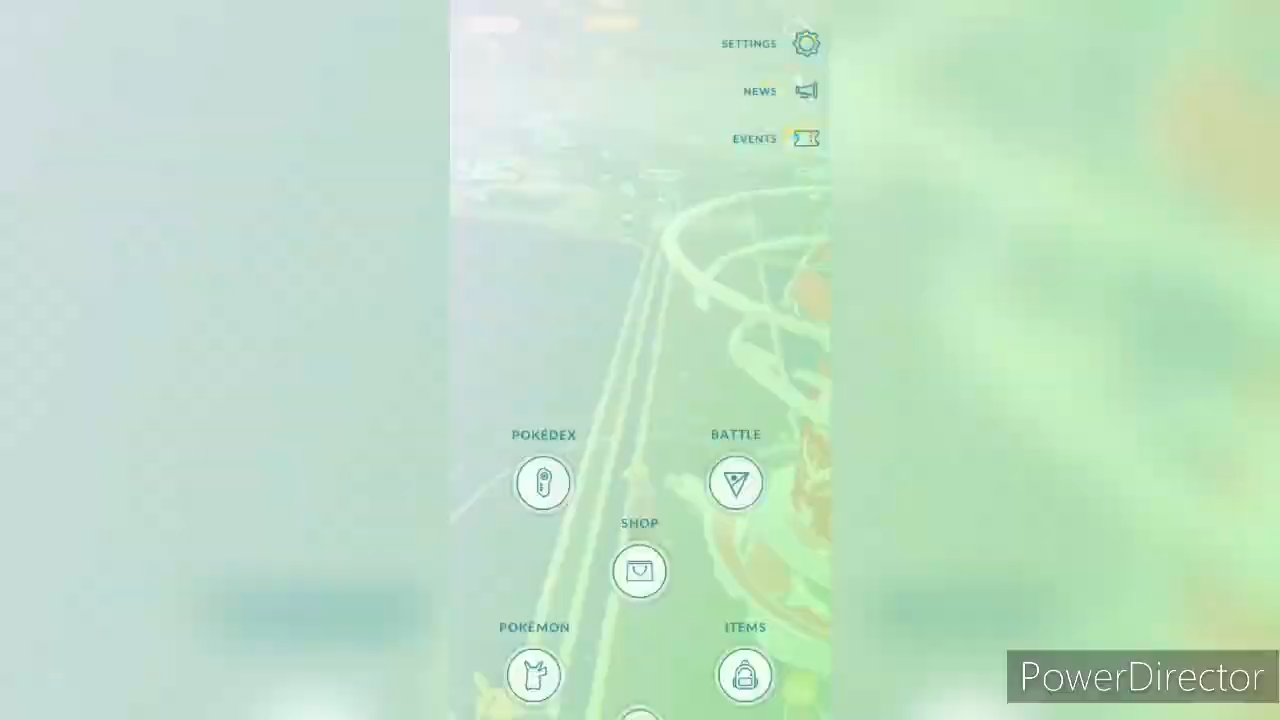 SETTINGS
NEWS
EVENTS
POKÉDEX
BATTLE
SHOP
POKÉMON
ITEMS
PowerDirector